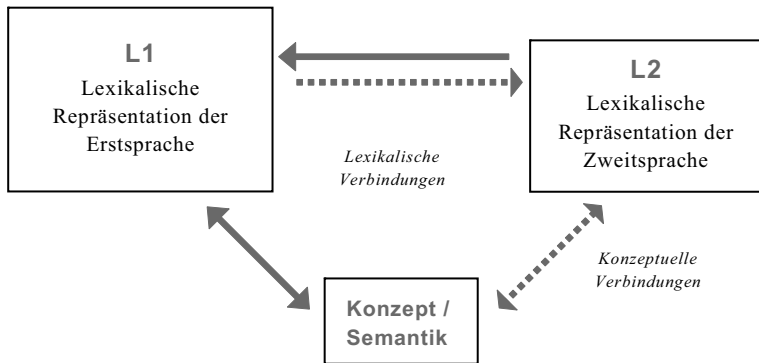 L1
Lexikalische
Repräsentation der
Erstsprache
L2
Lexikalische
Repräsentation der
Zweitsprache
Lexikalische
Verbindungen
Konzeptuelle
Verbindungen
Konzept /
Semantik